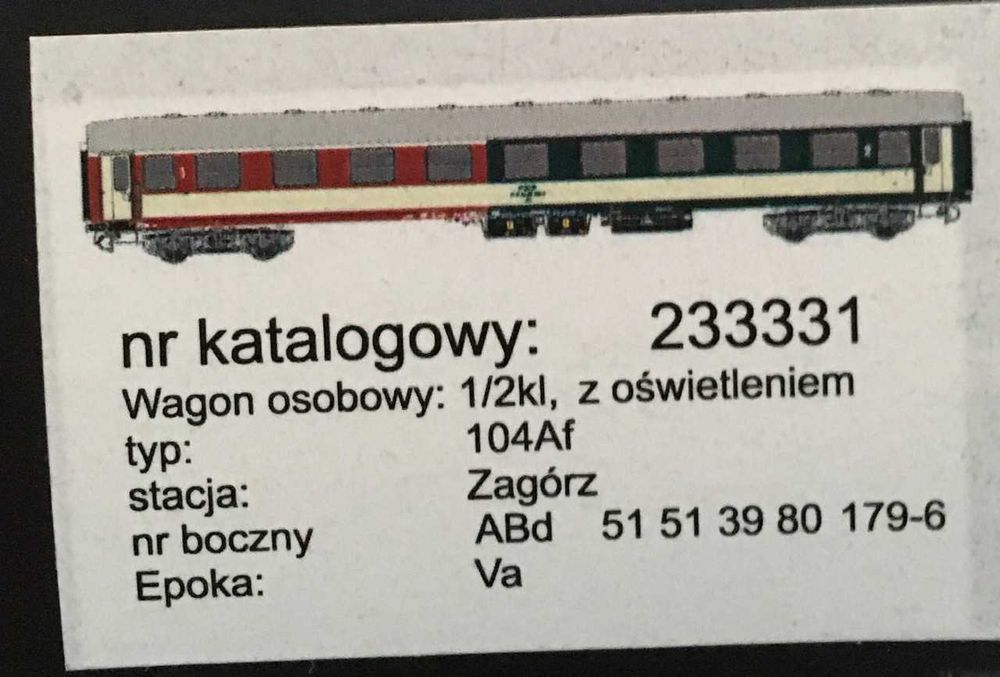 nr katalogowy: 233331
Wagon osobowy: 1/2kl, z oświetleniem
typ: 104Af
stacja: Zagórz
nr boczny ABd 51 51 39 80 179-6
Epoka: Va